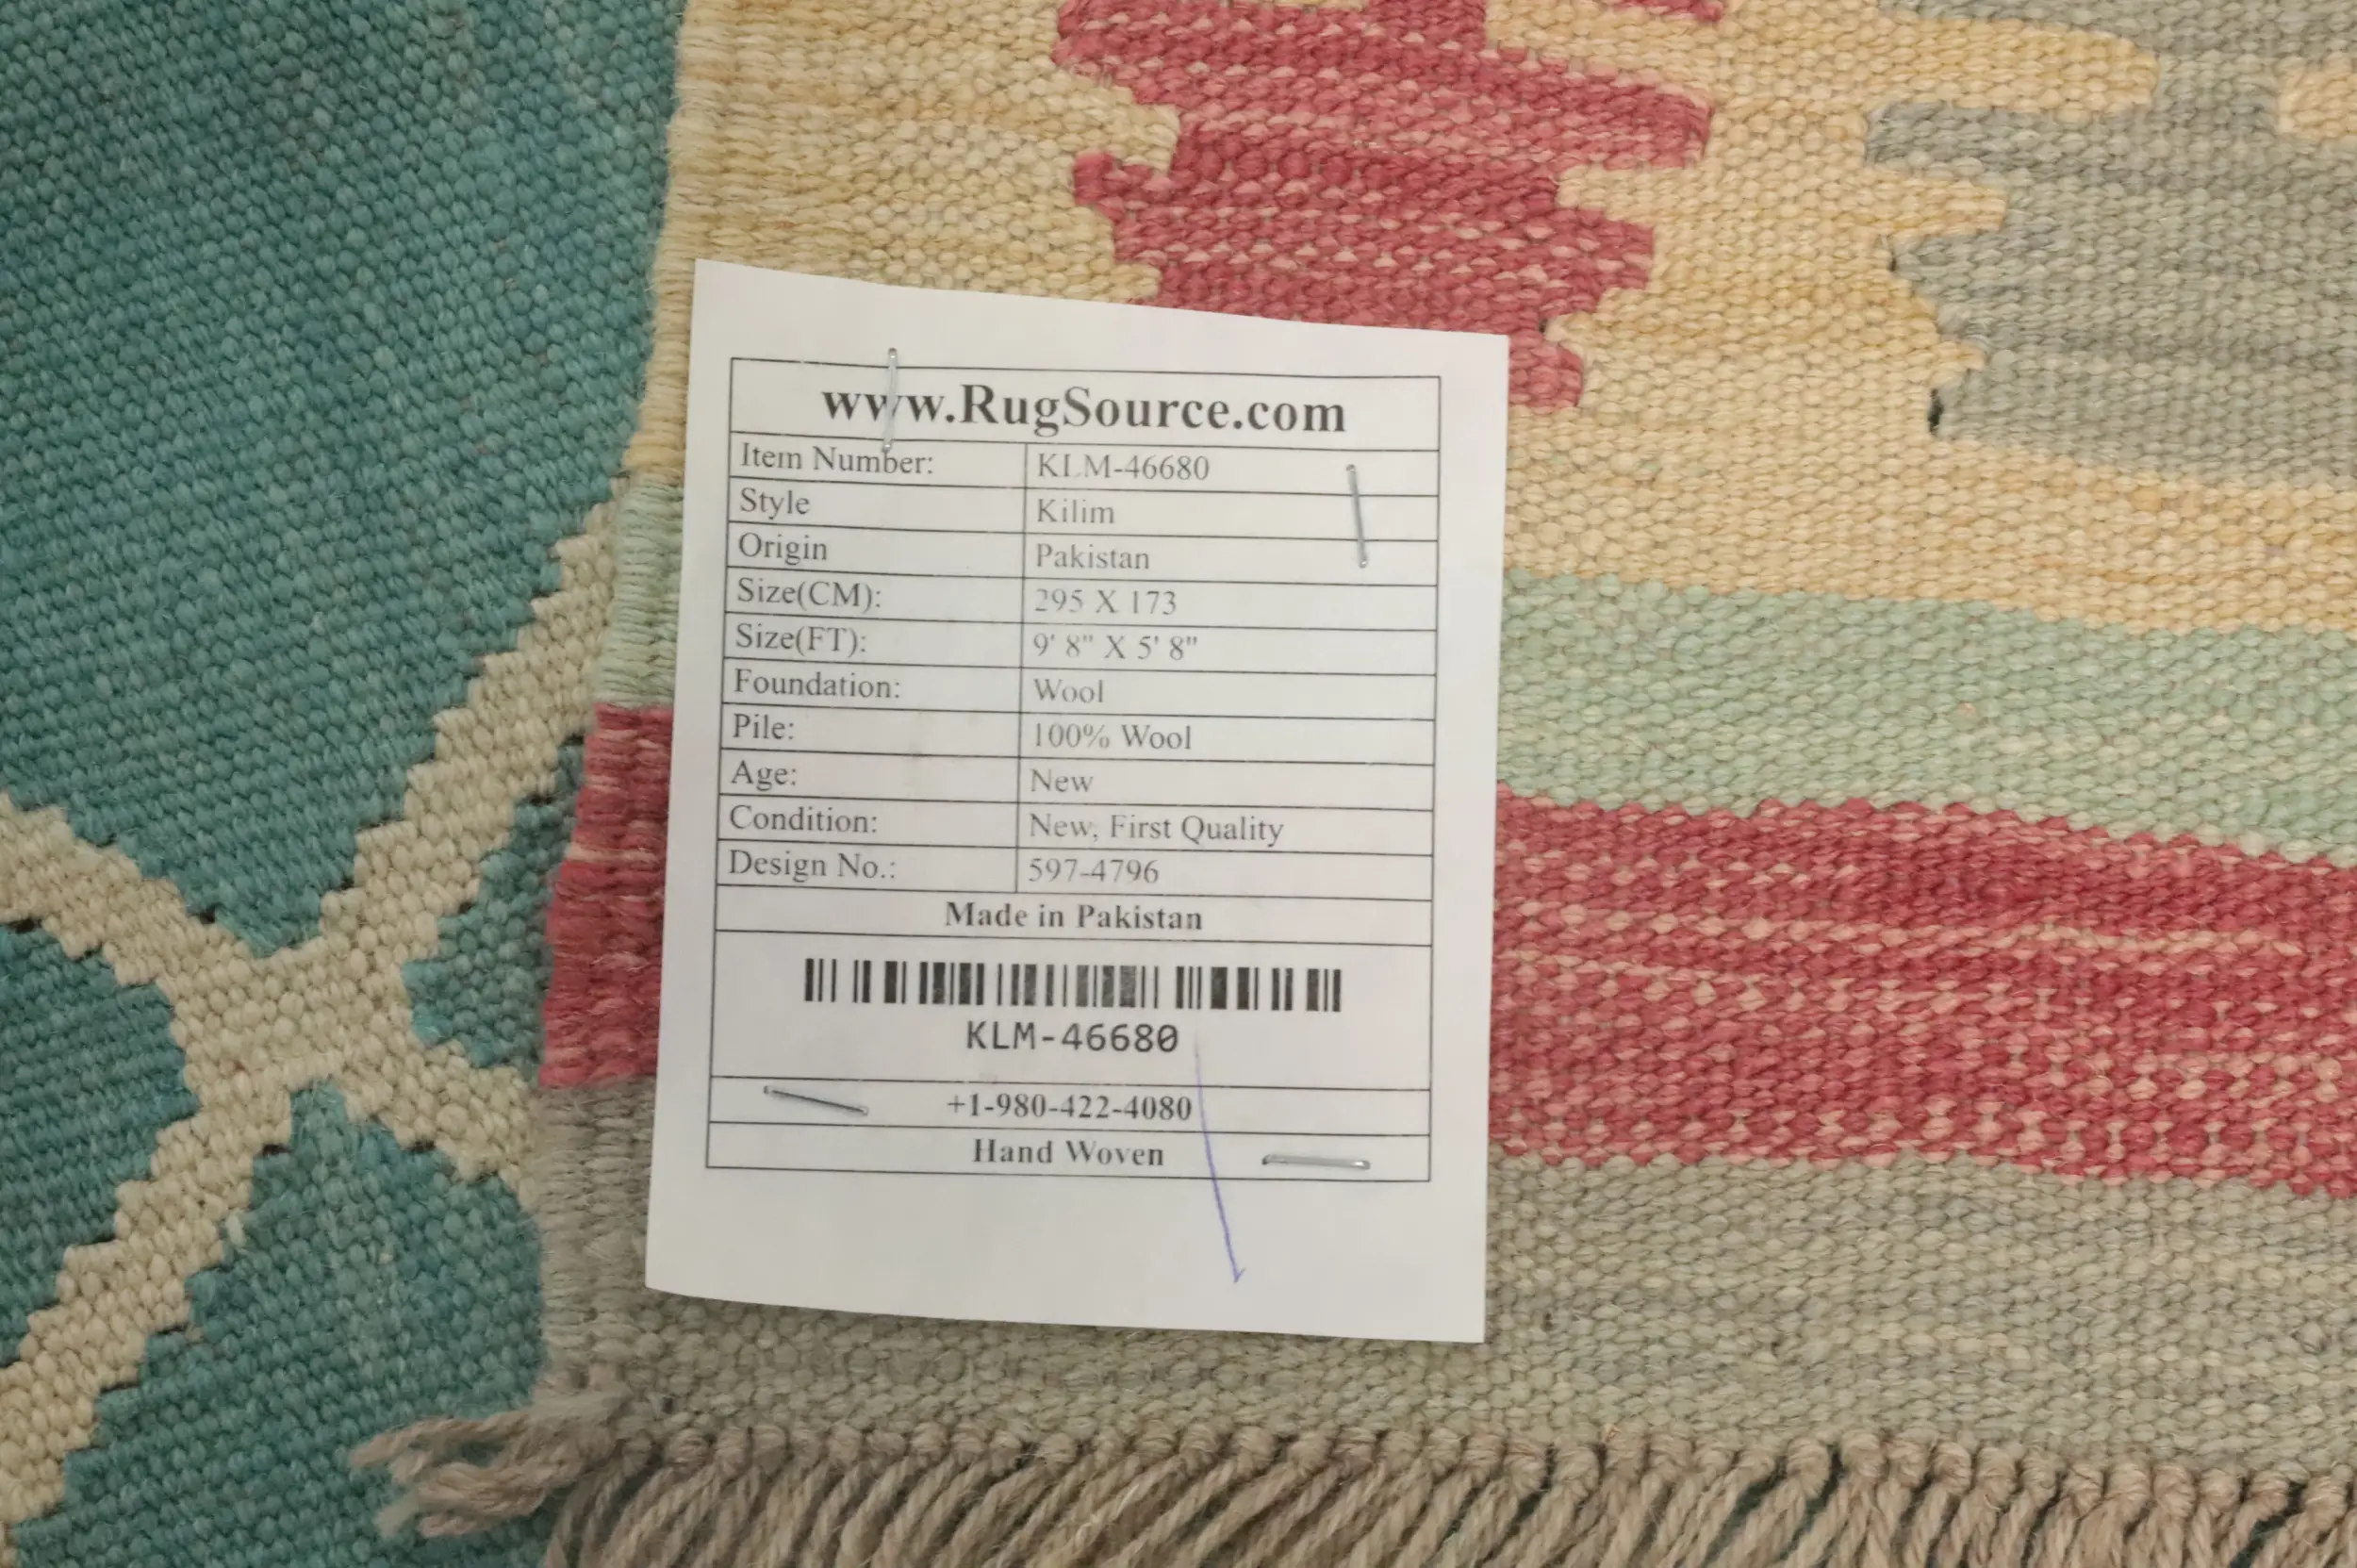 www.RugSource.com
Item Number: KLM-46680
Style Kilim
Origin Pakistan
Size(CM): 295 X 173
Size(FT): 9' 8" X 5' 8"
Foundation: Wool
Pile: 100% Wool
Age: New
Condition: New, First Quality
Design No.: 597-4796
Made in Pakistan
KLM-46680
+1-980-422-4080
Hand Woven